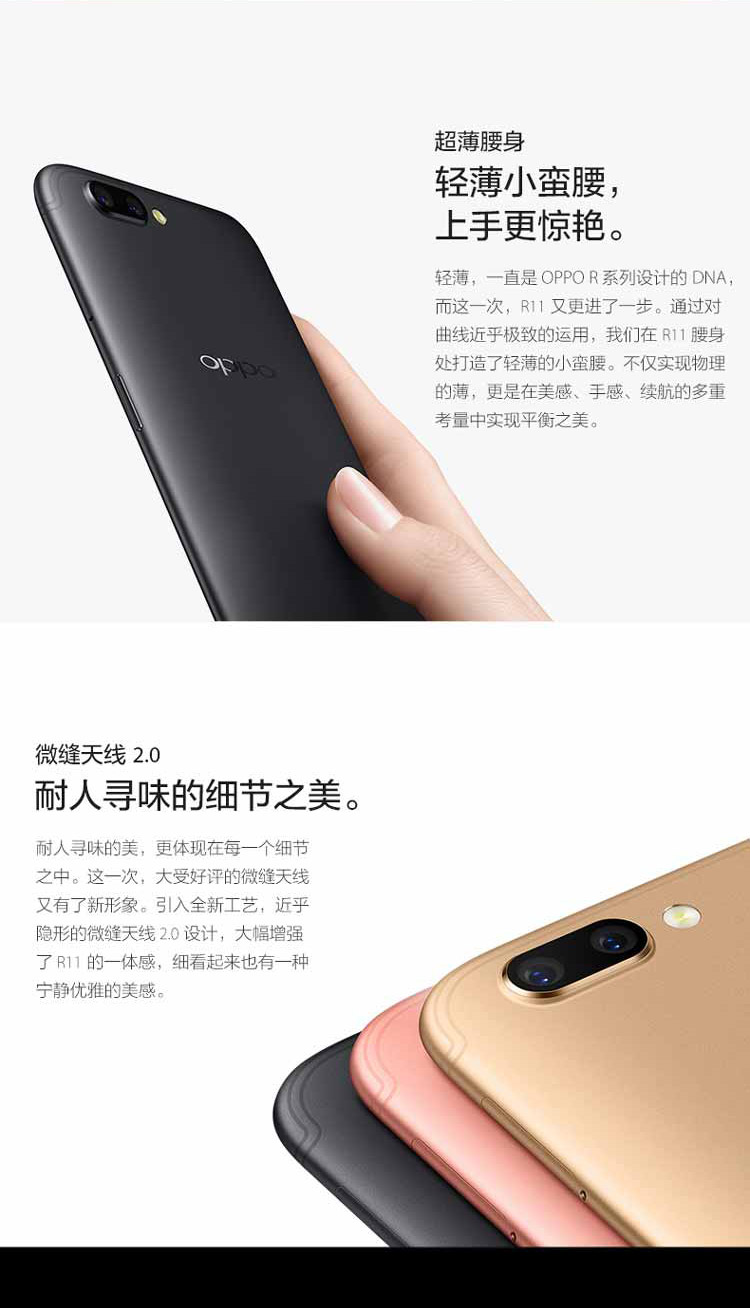 超薄腰身
轻薄小蛮腰，
上手更惊艳。
轻薄，一直是 OPPO R 系列设计的 DNA，
而这一次，R11 又更进了一步。通过对
曲线近乎极致的运用，我们在 R11 腰身
处打造了轻薄的小蛮腰。不仅实现物理
的薄，更是在美感、手感、续航的多重
考量中实现平衡之美。
oppo
微缝天线 2.0
耐人寻味的细节之美。
耐人寻味的美，更体现在每一个细节
之中。这一次，大受好评的微缝天线
又有了新形象。引入全新工艺，近乎
隐形的微缝天线 2.0 设计，大幅增强
了 R11 的一体感，细看起来也有一种
宁静优雅的美感。